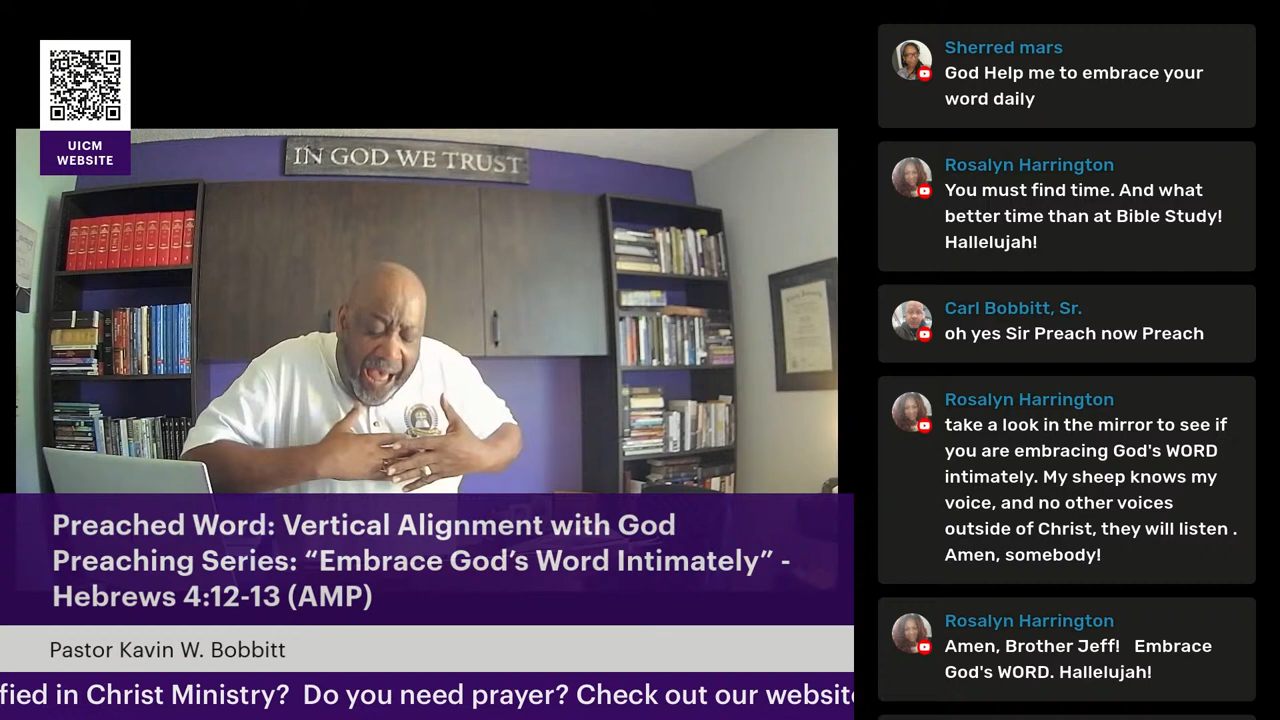 UICM
WEBSITE
IN GOD WE TRUST
Preached Word: Vertical Alignment with God
Preaching Series: “Embrace God’s Word Intimately” -
Hebrews 4:12-13 (AMP)
Pastor Kavin W. Bobbitt
fied in Christ Ministry? Do you need prayer? Check out our website
Sherred mars
God Help me to embrace your
word daily
Rosalyn Harrington
You must find time. And what
better time than at Bible Study!
Hallelujah!
Carl Bobbitt, Sr.
oh yes Sir Preach now Preach
Rosalyn Harrington
take a look in the mirror to see if
you are embracing God's WORD
intimately. My sheep knows my
voice, and no other voices
outside of Christ, they will listen .
Amen, somebody!
Rosalyn Harrington
Amen, Brother Jeff! Embrace
God's WORD. Hallelujah!